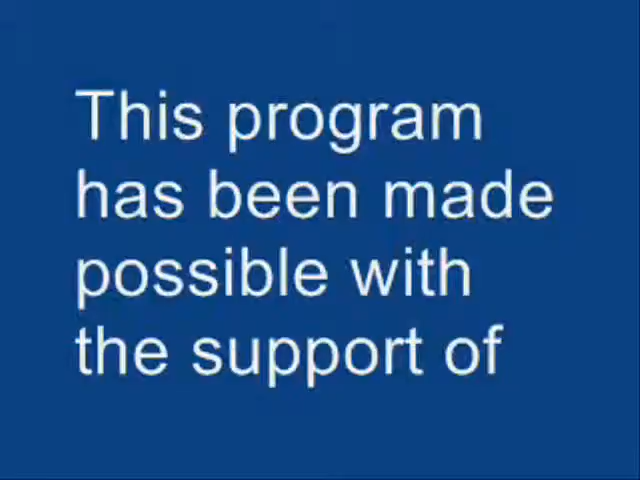 This program
has been made
possible with
the support of